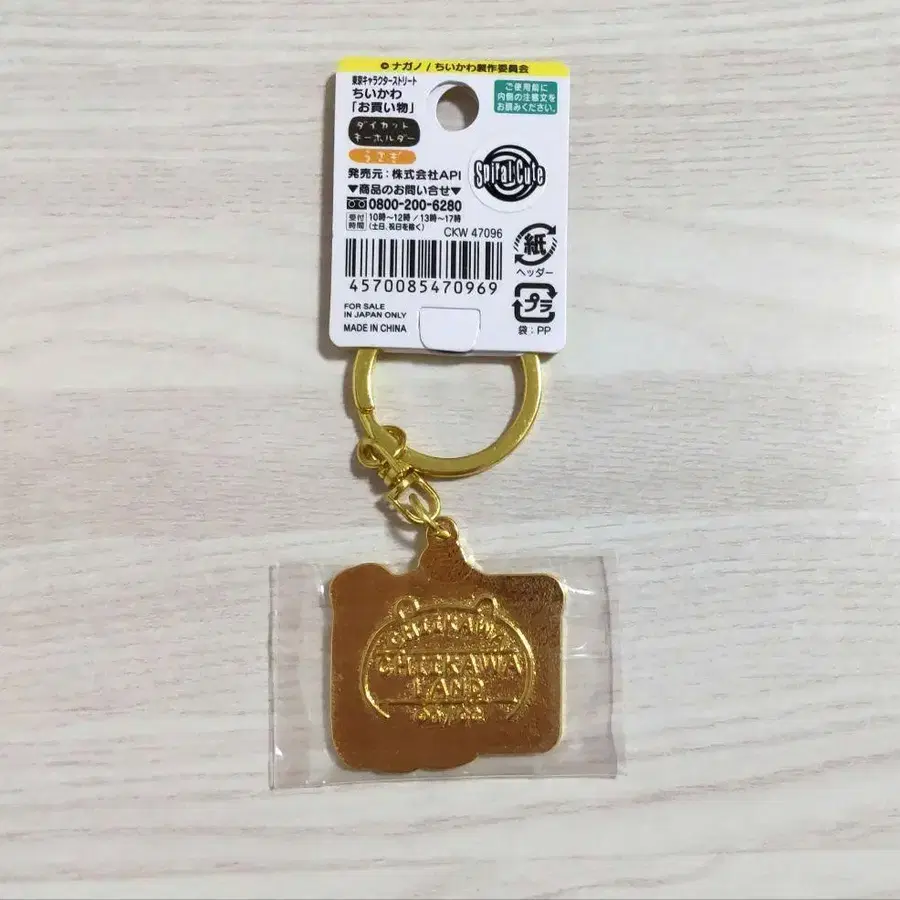 © ナガノ / ちいかわ製作委員会
東京キャラクターストリート
ちいかわ
「お買い物」
ダイカット
キーホルダー
うさぎ
ご使用前に
内側の注意文を
お読みください。
Spiral Cute
発売元：株式会社API
▼商品のお問い合せ▼
0800-200-6280
受付時間 10時～12時 / 13時～17時
(土日、祝日を除く)
CKW 47096
4570085470969
FOR SALE
IN JAPAN ONLY
MADE IN CHINA
紙
ヘッダー
プラ
袋：PP
CHIIKAWA
CHIIKAWA
LAND